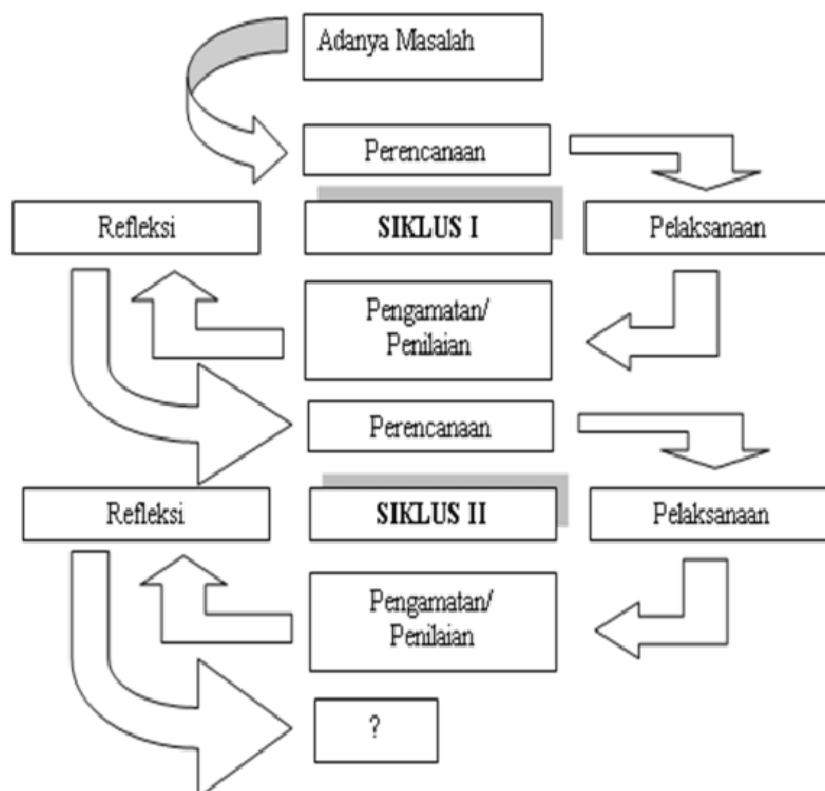 Adanya Masalah
Perencanaan
Refleksi
SIKLUS I
Pelaksanaan
Pengamatan/
Penilaian
Perencanaan
Refleksi
SIKLUS II
Pelaksanaan
Pengamatan/
Penilaian
?